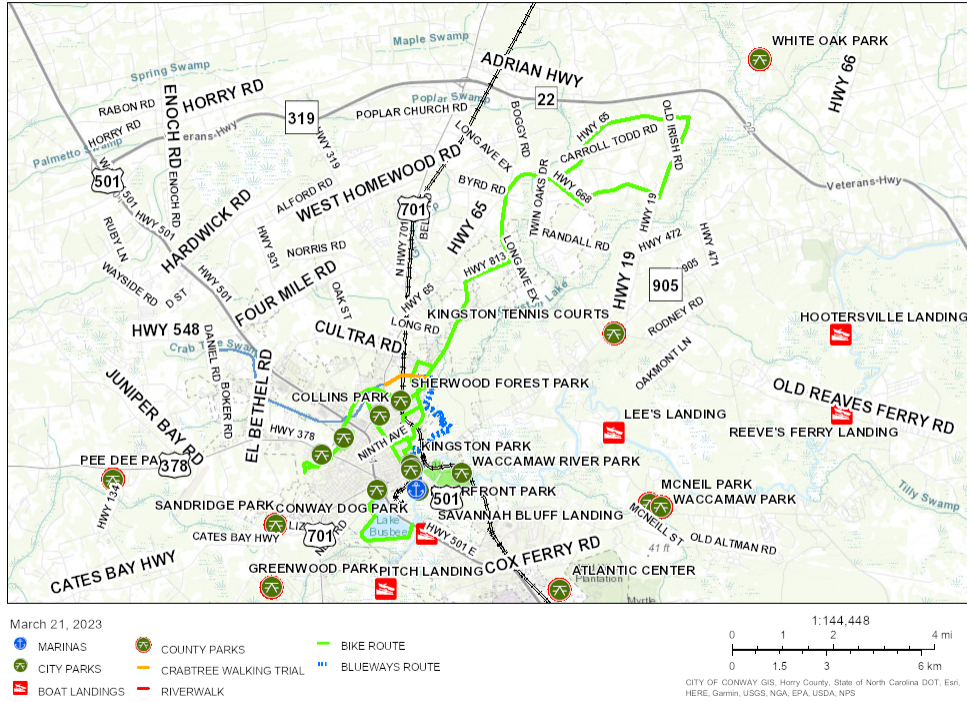 WHITE OAK PARK
Maple Swamp
ADRIAN HWY
HWY 66
Spring Swamp
ENOCH RD
HORRY RD
RABON RD
Poplar Swamp
22
319
POPLAR CHURCH RD
BOGGY RD
OLD IRISH RD
HWY 65
HORRY RD
erans-Hwy
HWY 319
LONG AVE EX
CARROLL TODD RD
22
Palmetto Swamp
501
ENOCH RD
WEST HOMEWOOD RD
BYRD RD
TWIN OAKS DR
HWY 668
Veterans-Hwy
ALFORD RD
701
HWY 65
HWY 19
HWY 501
RUBY LN
HARDWICK RD
HWY 931
NORRIS RD
N HWY 701
RANDALL RD
HWY 472
HWY 471
WAYSIDE RD
D ST
HWY 501
FOUR MILE RD
OAK ST
HWY 813
LONG AVE EX
HWY 19
905
905
HWY 65
LONG RD
KINGSTON TENNIS COURTS
RODNEY RD
HOOTERSVILLE LANDING
HWY 548
DANIEL RD
CULTRA RD
Crab Tree Swamp
OAKMONT LN
JUNIPER BAY RD
BOKER RD
EL BETHEL RD
COLLINS PARK
SHERWOOD FOREST PARK
OLD REAVES FERRY RD
LEE'S LANDING
HWY 378
NINTH AVE
KINGSTON PARK
REEVE'S FERRY LANDING
PEE DEE PA
378
WACCAMAW RIVER PARK
HWY 134
MCNEIL PARK
Tilly Swamp
SANDRIDGE PARK
CONWAY DOG PARK
501
RFRONT PARK
WACCAMAW PARK
SAVANNAH BLUFF LANDING
MCNEILL ST
701
Lake
Busbee
HWY 501 E
CATES BAY HWY
COX FERRY RD
41 ft
OLD ALTMAN RD
CATES BAY HWY
GREENWOOD PARK
PITCH LANDING
ATLANTIC CENTER
Plantation
Myrtle
March 21, 2023
MARINAS
CITY PARKS
BOAT LANDINGS
COUNTY PARKS
CRABTREE WALKING TRIAL
RIVERWALK
BIKE ROUTE
BLUEWAYS ROUTE
1:144,448
0 1 2 4 mi
0 1.5 3 6 km
CITY OF CONWAY GIS, Horry County, State of North Carolina DOT, Esri,
HERE, Garmin, USGS, NGA, EPA, USDA, NPS